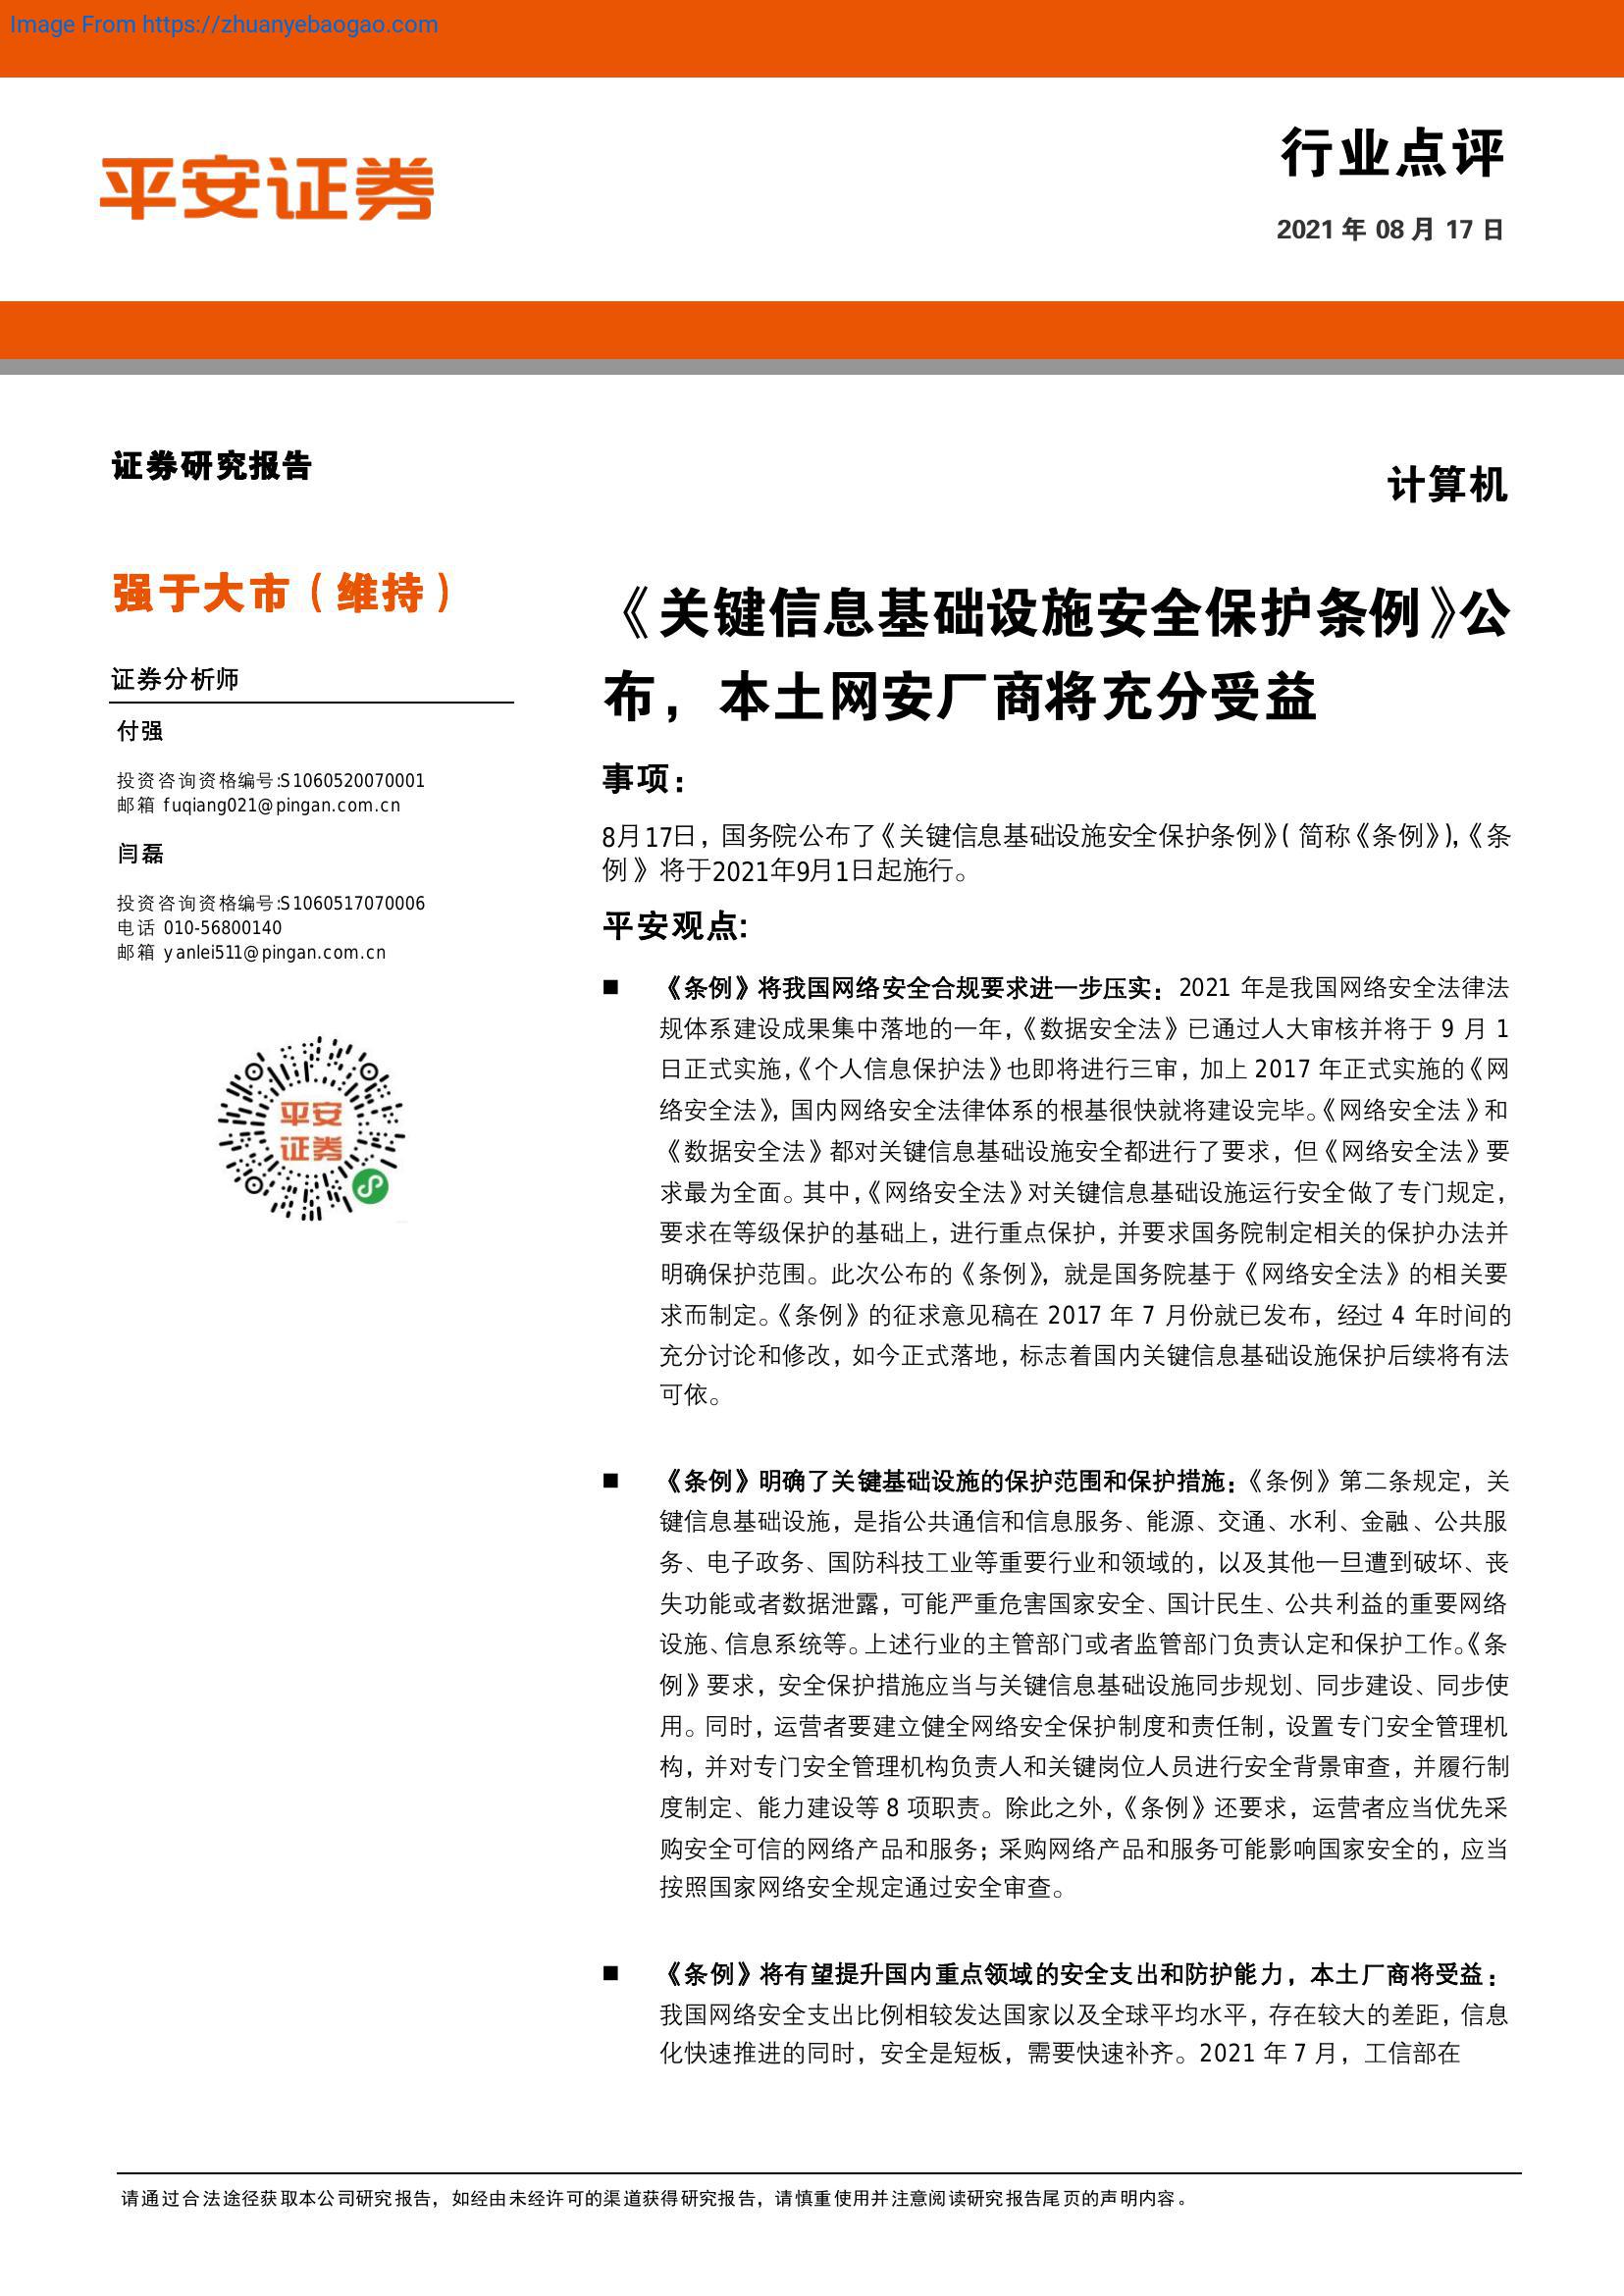 Image From https://zhuanyebaogao.com
平安证券
行业点评
2021 年 08 月 17 日
证券研究报告
计算机
强于大市（维持）
证券分析师
付强
投资咨询资格编号:S1060520070001
邮箱 fuqiang021@pingan.com.cn
闫磊
投资咨询资格编号:S1060517070006
电话 010-56800140
邮箱 yanlei511@pingan.com.cn
平安
证券
《关键信息基础设施安全保护条例》公
布，本土网安厂商将充分受益
事项：
8月17日，国务院公布了《关键信息基础设施安全保护条例》(简称《条例》),《条
例》将于2021年9月1日起施行。
平安观点:
■ 《条例》将我国网络安全合规要求进一步压实：2021 年是我国网络安全法律法
规体系建设成果集中落地的一年，《数据安全法》已通过人大审核并将于 9 月 1
日正式实施，《个人信息保护法》也即将进行三审，加上 2017 年正式实施的《网
络安全法》，国内网络安全法律体系的根基很快就将建设完毕。《网络安全法》和
《数据安全法》都对关键信息基础设施安全都进行了要求，但《网络安全法》要
求最为全面。其中，《网络安全法》对关键信息基础设施运行安全做了专门规定，
要求在等级保护的基础上，进行重点保护，并要求国务院制定相关的保护办法并
明确保护范围。此次公布的《条例》，就是国务院基于《网络安全法》的相关要
求而制定。《条例》的征求意见稿在 2017 年 7 月份就已发布，经过 4 年时间的
充分讨论和修改，如今正式落地，标志着国内关键信息基础设施保护后续将有法
可依。
■ 《条例》明确了关键基础设施的保护范围和保护措施：《条例》第二条规定，关
键信息基础设施，是指公共通信和信息服务、能源、交通、水利、金融、公共服
务、电子政务、国防科技工业等重要行业和领域的，以及其他一旦遭到破坏、丧
失功能或者数据泄露，可能严重危害国家安全、国计民生、公共利益的重要网络
设施、信息系统等。上述行业的主管部门或者监管部门负责认定和保护工作。《条
例》要求，安全保护措施应当与关键信息基础设施同步规划、同步建设、同步使
用。同时，运营者要建立健全网络安全保护制度和责任制，设置专门安全管理机
构，并对专门安全管理机构负责人和关键岗位人员进行安全背景审查，并履行制
度制定、能力建设等 8 项职责。除此之外，《条例》还要求，运营者应当优先采
购安全可信的网络产品和服务；采购网络产品和服务可能影响国家安全的，应当
按照国家网络安全规定通过安全审查。
■ 《条例》将有望提升国内重点领域的安全支出和防护能力，本土厂商将受益：
我国网络安全支出比例相较发达国家以及全球平均水平，存在较大的差距，信息
化快速推进的同时，安全是短板，需要快速补齐。2021 年 7 月，工信部在
请通过合法途径获取本公司研究报告，如经由未经许可的渠道获得研究报告，请慎重使用并注意阅读研究报告尾页的声明内容。